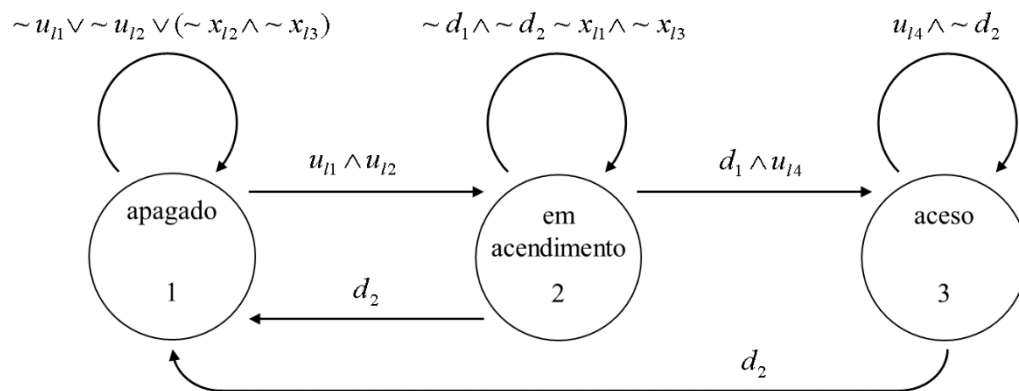 ~ u_{l1} ∨ ~ u_{l2} ∨ (~ x_{l2} ∧ ~ x_{l3})
~ d_1 ∧ ~ d_2 ~ x_{l1} ∧ ~ x_{l3}
u_{l4} ∧ ~ d_2
u_{l1} ∧ u_{l2}
d_1 ∧ u_{l4}
apagado
1
em
acendimento
2
aceso
3
d_2
d_2